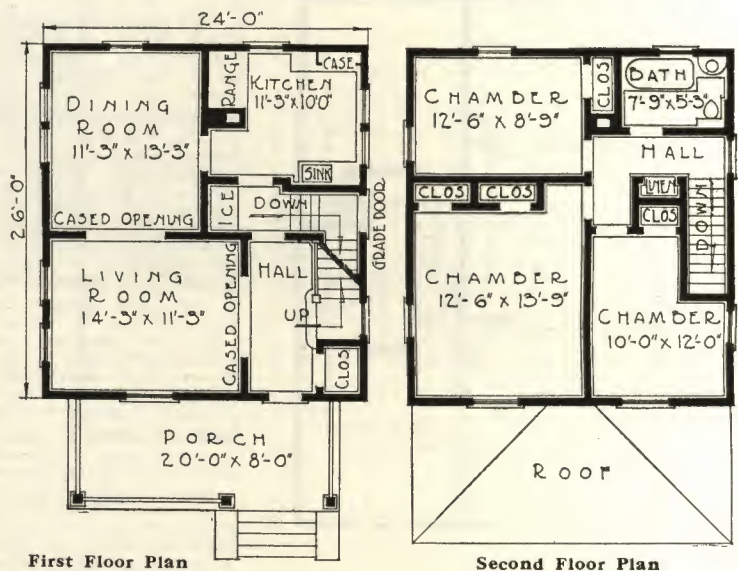 24'-0"
26'-0"
DINING
ROOM
11'-3" X 13'-3"
CASED OPENING
RANGE
CASE
KITCHEN
11'-3" X 10'0"
SINK
ICE
DOWN
GRADE DOOR
LIVING
ROOM
14'-3" X 11'-3"
CASED OPENING
HALL
UP
CLOS
PORCH
20'-0" X 8'-0"
First Floor Plan
CHAMBER
12'-6" X 8'-9"
CLOS
BATH
7'-9" X 5'-3"
HALL
CLOS
CLOS
LINEN
CLOS
DOWN
CHAMBER
12'-6" X 13'-9"
CHAMBER
10'-0" X 12'-0"
ROOF
Second Floor Plan